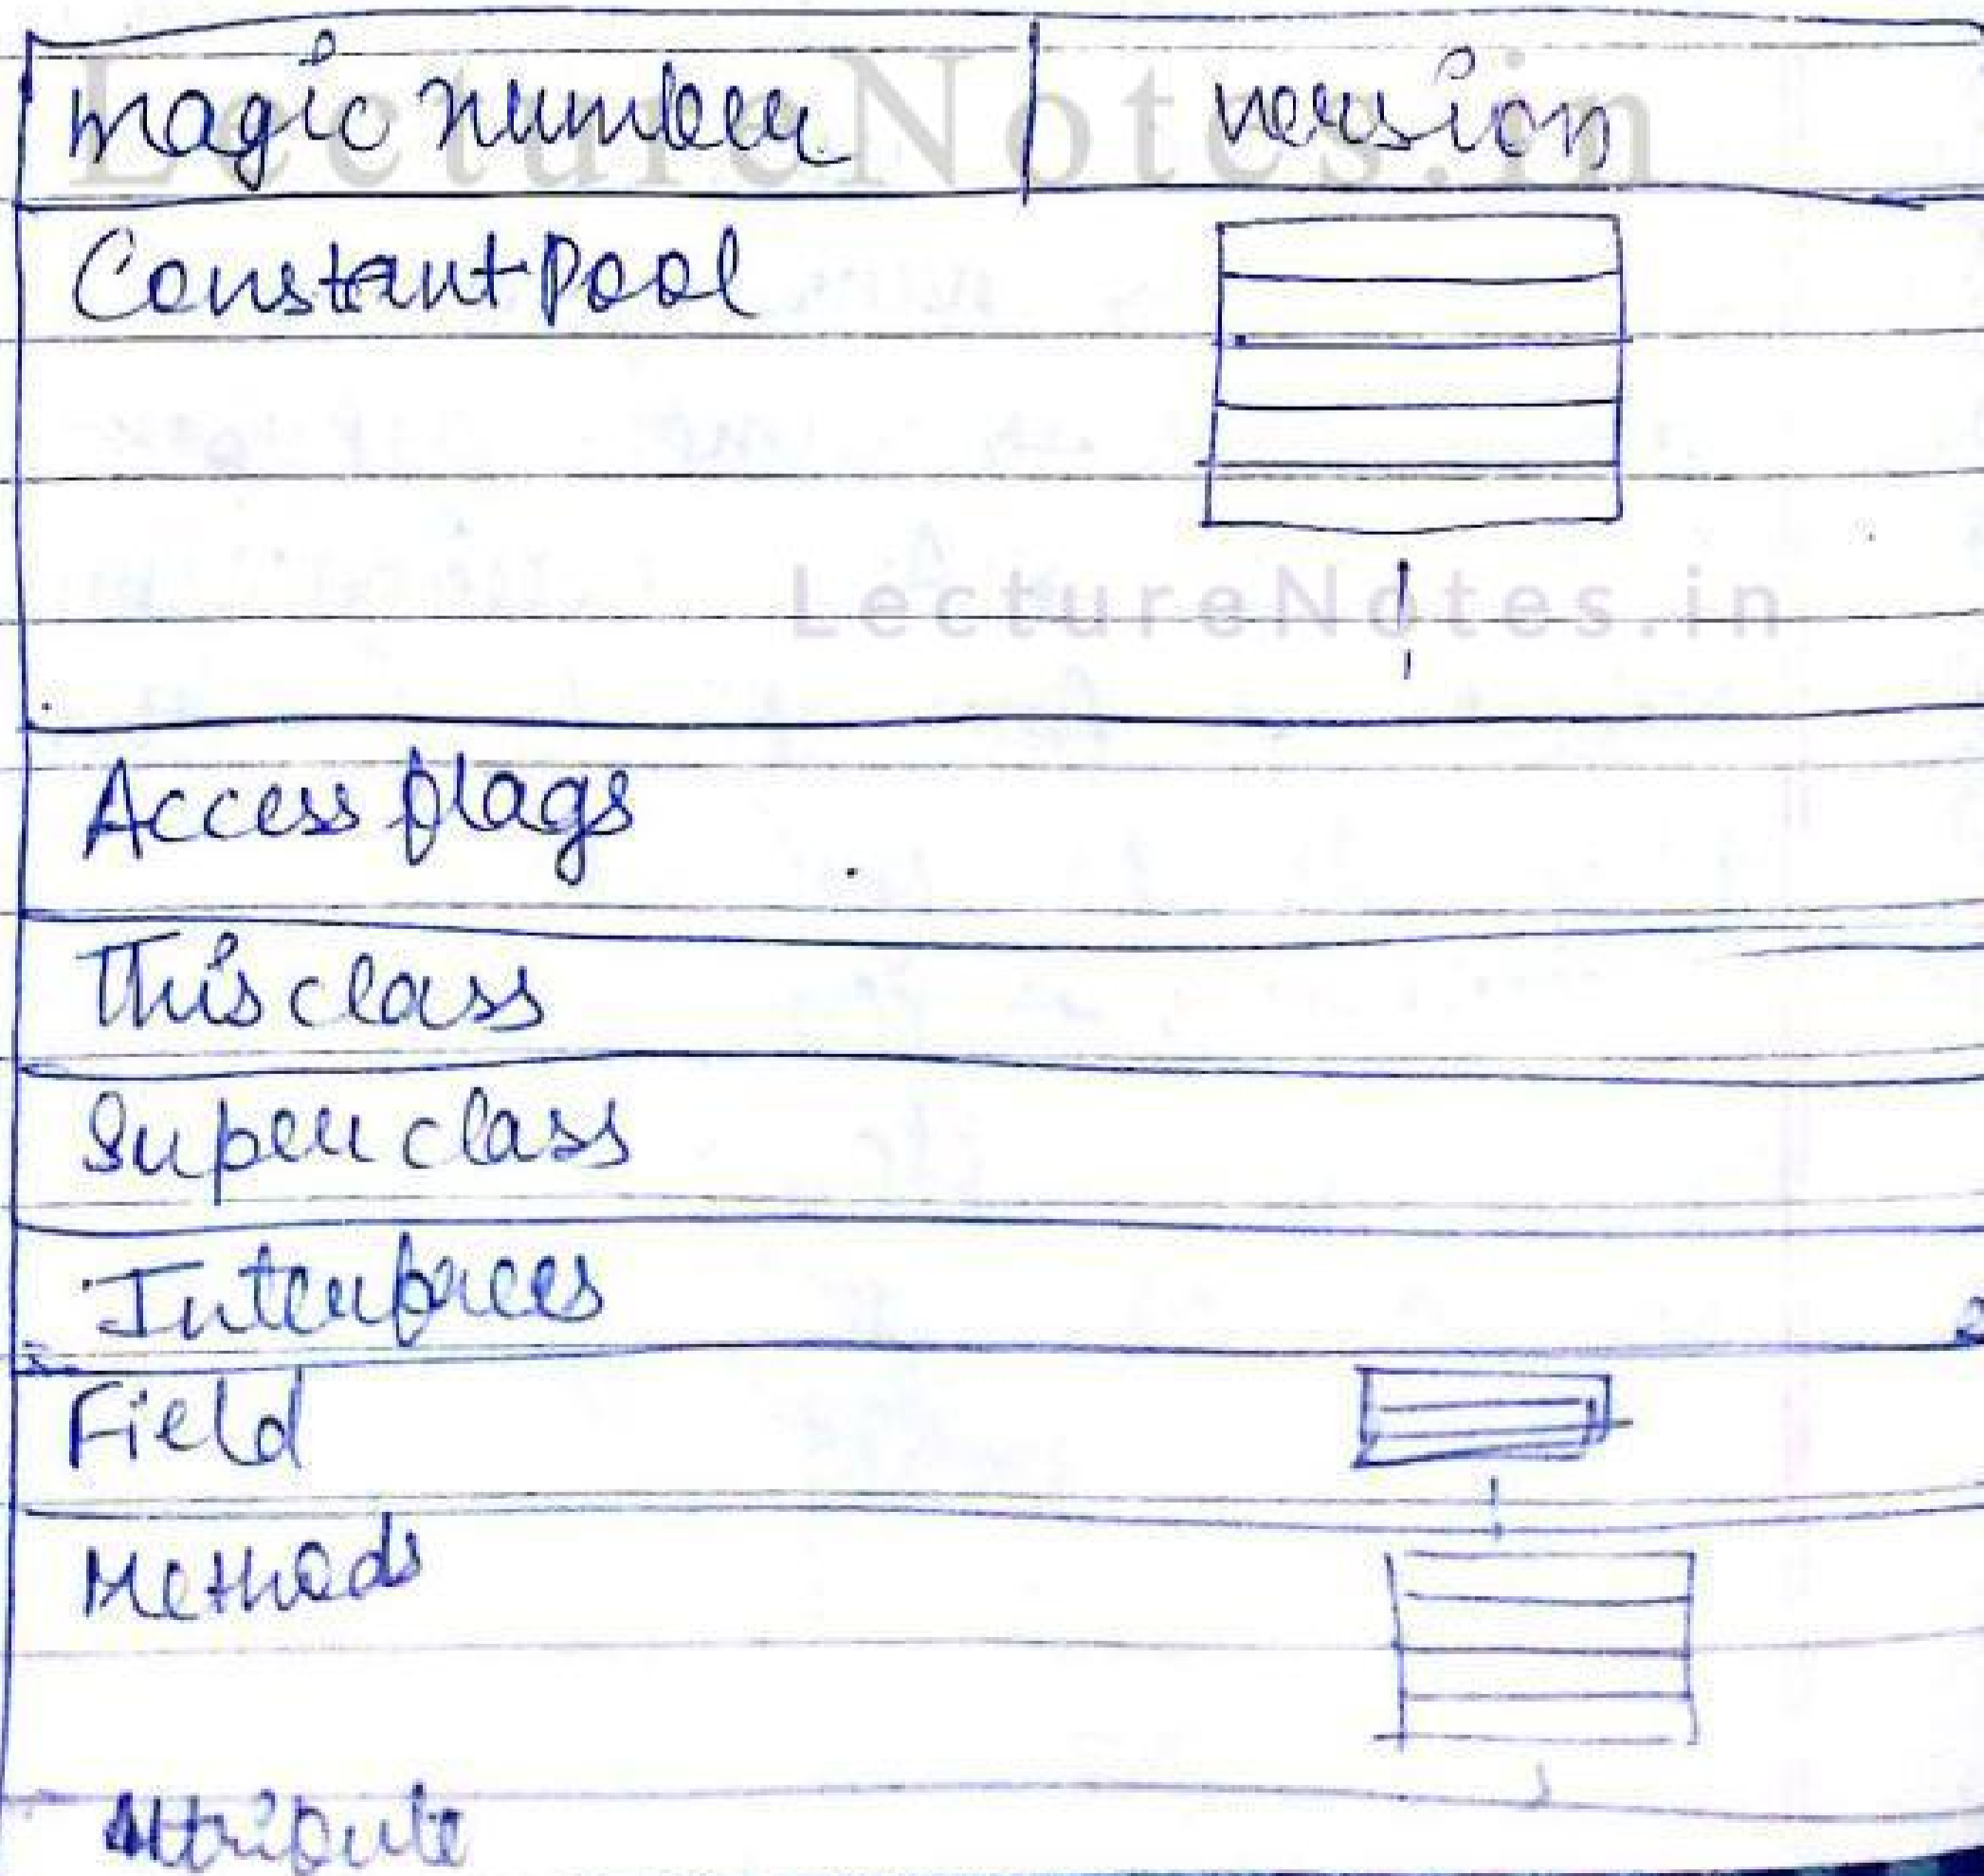 LectureNotes.in
magic number version
Constant Pool
LectureNotes.in
Access flags
This class
Super class
Interfaces
Field
Methods
Attribute